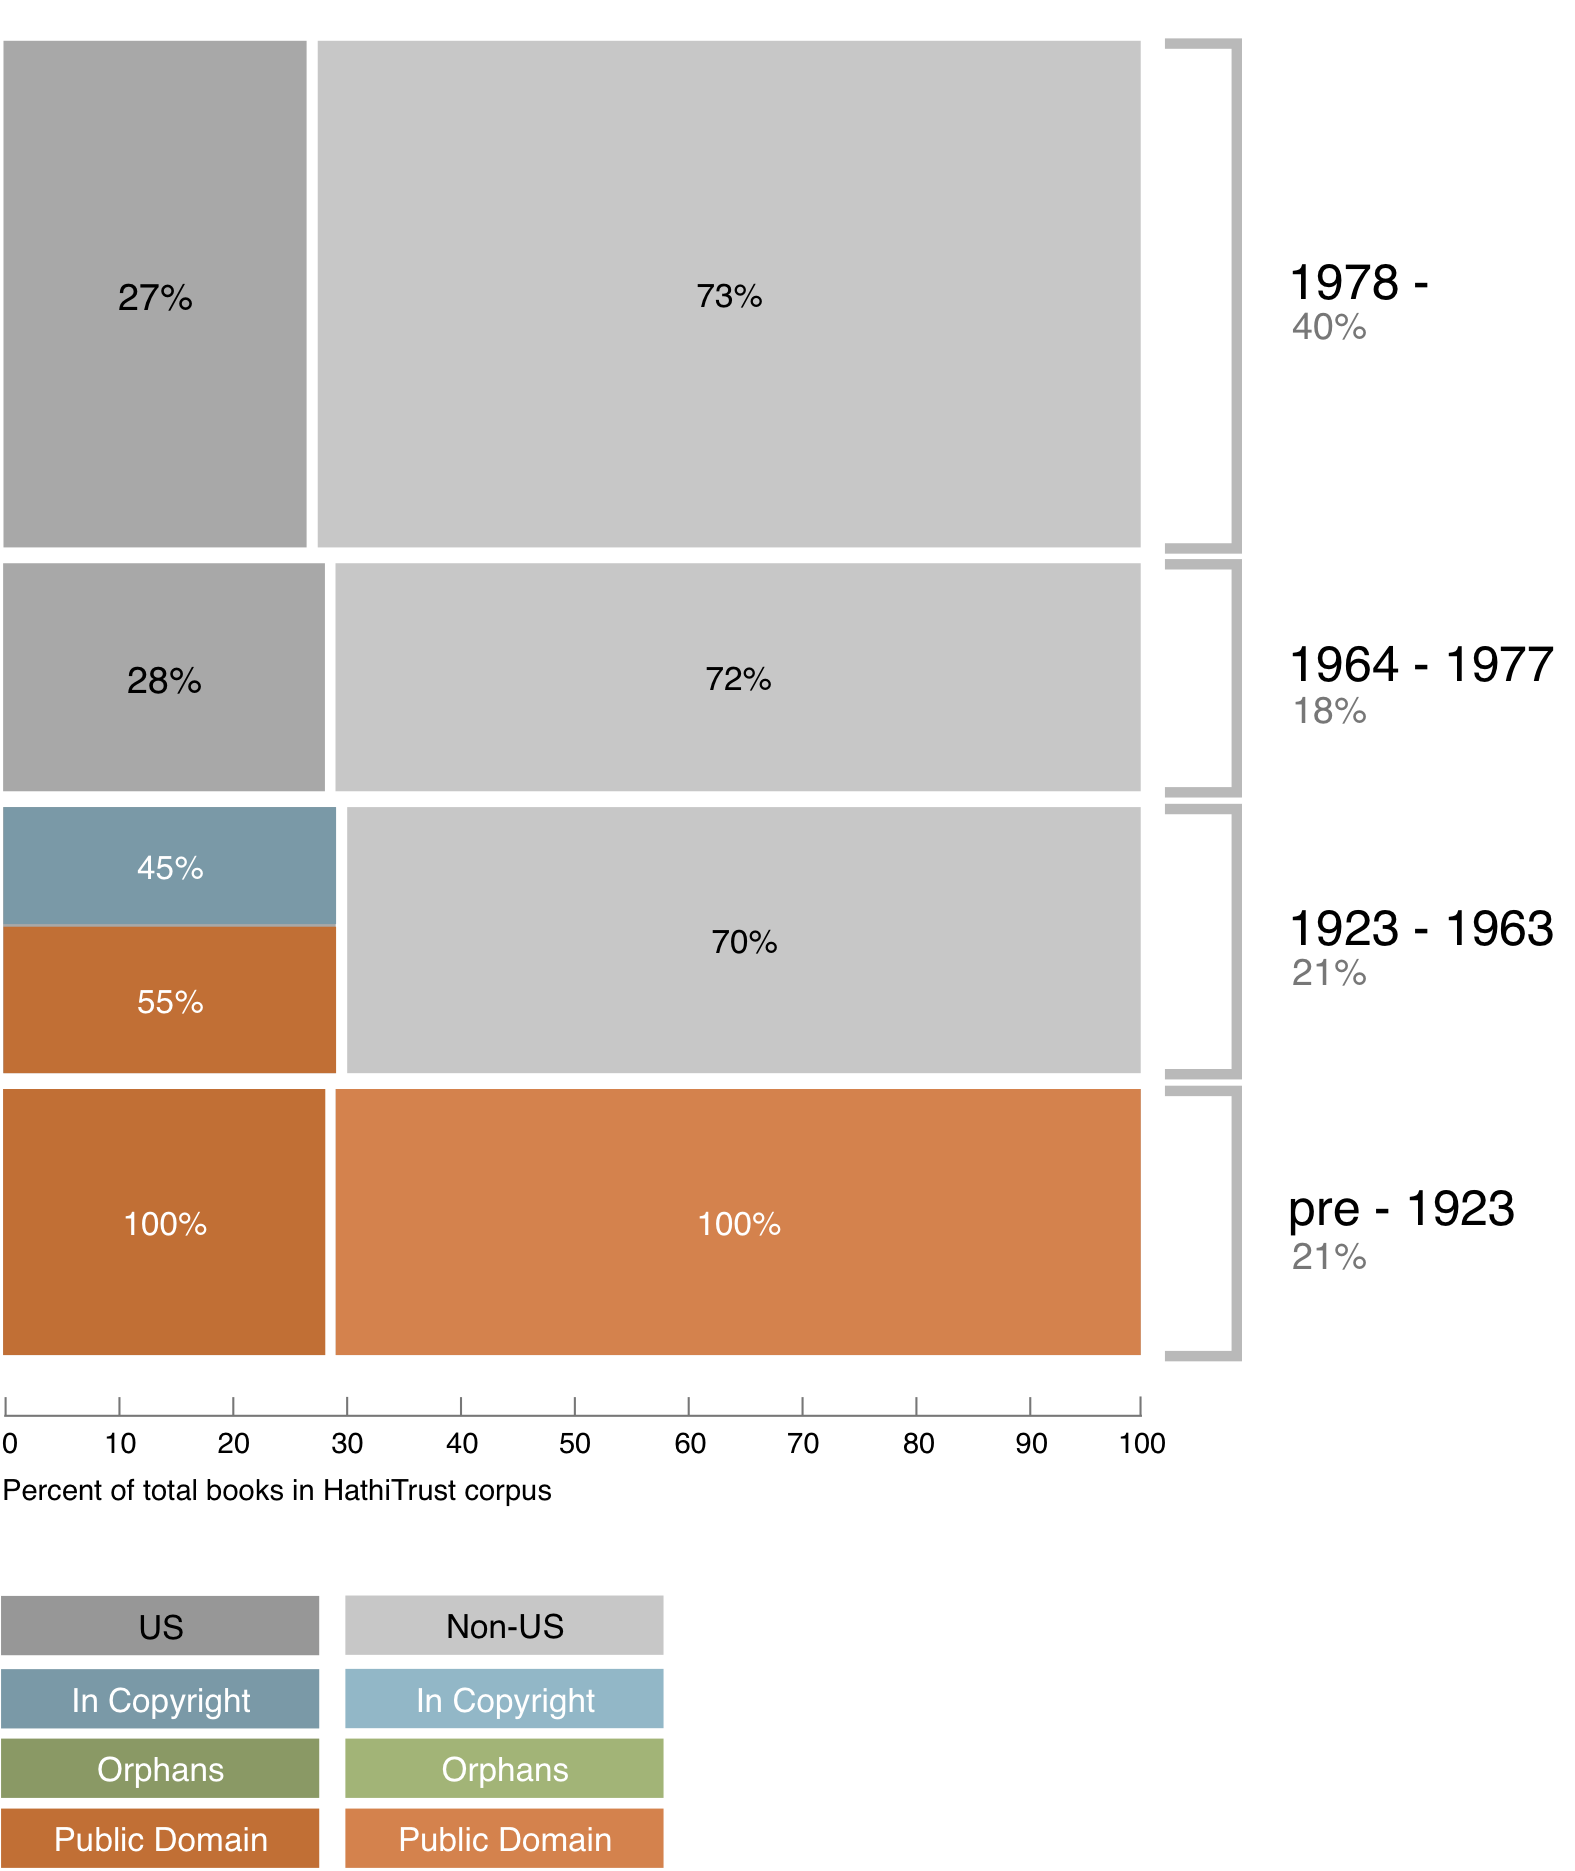 27% 73%
1978 -
40%
28% 72%
1964 - 1977
18%
45%
55%
70%
1923 - 1963
21%
100% 100%
pre - 1923
21%
0 10 20 30 40 50 60 70 80 90 100
Percent of total books in HathiTrust corpus
US Non-US
In Copyright In Copyright
Orphans Orphans
Public Domain Public Domain